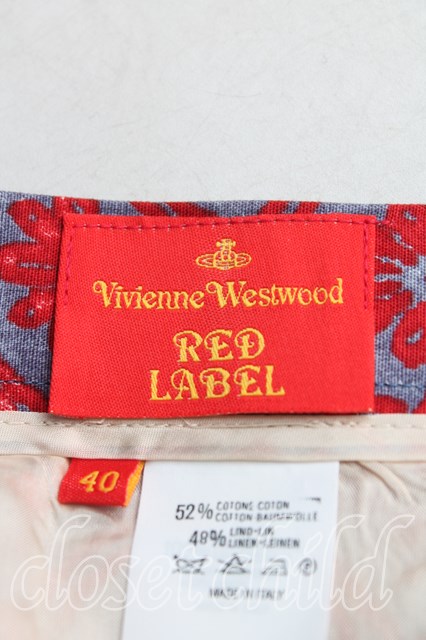 Vivienne Westwood
RED
LABEL
40
52% COTONE COTON
COTTON BAUMWOLLE
48% LINO-LIN
LINEN-LEINEN
MADE IN ITALY
closet child